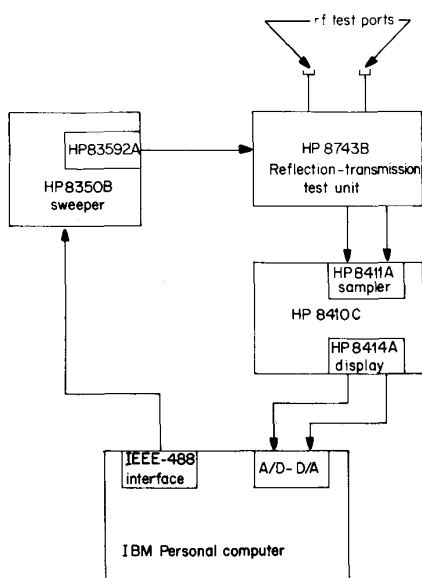 rf test ports
HP83592A
HP8350B
sweeper
HP 8743B
Reflection-transmission
test unit
HP8411A
sampler
HP 8410C
HP8414A
display
IEEE-488
interface
A/D-D/A
IBM Personal computer